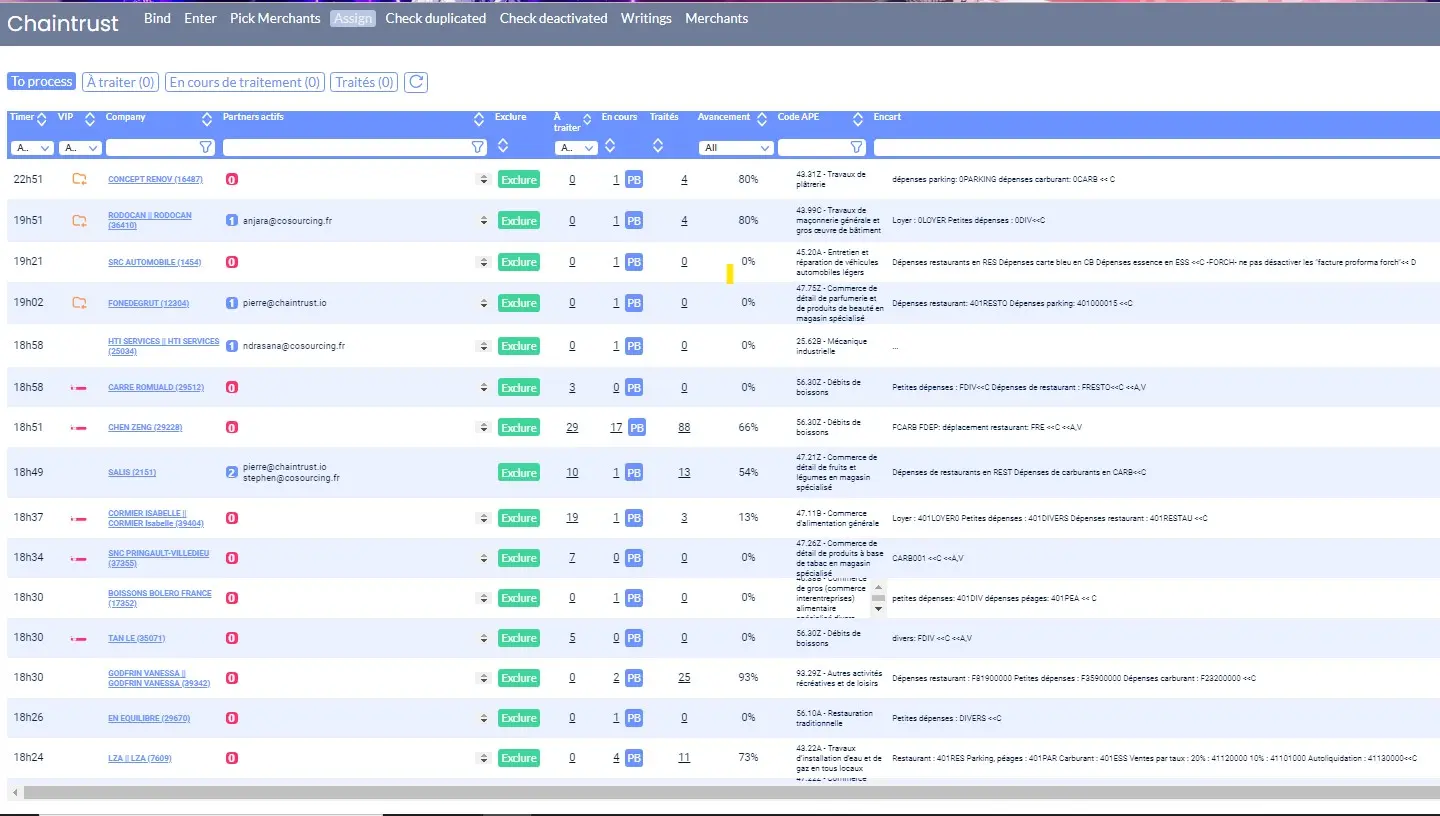 Chaintrust Bind Enter Pick Merchants Assign Check duplicated Check deactivated Writings Merchants
To process À traiter (0) En cours de traitement (0) Traités (0)
Timer VIP Company Partners actifs Exclure À traiter En cours Traités Avancement Code APE Encart
A.. A.. A.. All
22h51 CONCEPT RENOV (16487) 0 Exclure 0 1 PB 4 80% 43.31Z - Travaux de plâtrerie dépenses parking: 0PARKING dépenses carburant: 0CARB << C
19h51 RODOCAN || RODOCAN (36410) 1 anjara@cosourcing.fr Exclure 0 1 PB 4 80% 43.99C - Travaux de maçonnerie générale et gros œuvre de bâtiment Loyer : 0LOYER Petites dépenses : 0DIV<<C
19h21 SRC AUTOMOBILE (1454) 0 Exclure 0 1 PB 0 0% 45.20A - Entretien et réparation de véhicules automobiles légers Dépenses restaurants en RES Dépenses carte bleu en CB Dépenses essence en ESS <<C -FORCH- ne pas désactiver les "facture proforma forch"<< D
19h02 FONEDEGRUT (12304) 1 pierre@chaintrust.io Exclure 0 1 PB 0 0% 47.75Z - Commerce de détail de parfumerie et de produits de beauté en magasin spécialisé Dépenses restaurant: 401RESTO Dépenses parking: 401000015 <<C
18h58 HTI SERVICES || HTI SERVICES (25034) 1 ndrasana@cosourcing.fr Exclure 0 1 PB 0 0% 25.62B - Mécanique industrielle ...
18h58 CARRE ROMUALD (29512) 0 Exclure 3 0 PB 0 0% 56.30Z - Débits de boissons Petites dépenses : FDIV<<C Dépenses de restaurant : FRESTO<<C <<A,V
18h51 CHEN ZENG (29228) 0 Exclure 29 17 PB 88 66% 56.30Z - Débits de boissons FCARB FDEP: déplacement restaurant: FRE <<C <<A,V
18h49 SALIS (2151) 2 pierre@chaintrust.io stephen@cosourcing.fr Exclure 10 1 PB 13 54% 47.21Z - Commerce de détail de fruits et légumes en magasin spécialisé Dépenses de restaurants en REST Dépenses de carburants en CARB<<C
18h37 CORMIER ISABELLE || CORMIER Isabelle (39404) 0 Exclure 19 1 PB 3 13% 47.11B - Commerce d'alimentation générale Loyer : 401LOYER0 Petites dépenses : 401DIVERS Dépenses restaurant : 401RESTAU <<C
18h34 SNC PRINGAULT-VILLEDIEU (37355) 0 Exclure 7 0 PB 0 0% 47.26Z - Commerce de détail de produits à base de tabac en magasin spécialisé CARB001 <<C <<A,V
18h30 BOISSONS BOLERO FRANCE (17352) 0 Exclure 0 1 PB 0 0% Commerce de gros (commerce interentreprises) alimentaire spécialisé divers petites dépenses: 401DIV dépenses péages: 401PEA << C
18h30 TAN LE (35071) 0 Exclure 5 0 PB 0 0% 56.30Z - Débits de boissons divers: FDIV <<C <<A,V
18h30 GODFRIN VANESSA || GODFRIN VANESSA (39342) 0 Exclure 0 2 PB 25 93% 93.29Z - Autres activités récréatives et de loisirs Dépenses restaurant : F81900000 Petites dépenses : F35900000 Dépenses carburant : F23200000 <<C
18h26 EN EQUILIBRE (29670) 0 Exclure 0 1 PB 0 0% 56.10A - Restauration traditionnelle Petites dépenses : DIVERS <<C
18h24 LZA || LZA (7609) 0 Exclure 0 4 PB 11 73% 43.22A - Travaux d'installation d'eau et de gaz en tous locaux Restaurant : 401RES Parking, péages : 401PAR Carburant : 401ESS Ventes par taux : 20% : 41120000 10% : 41101000 Autoliquidation : 41130000<<C